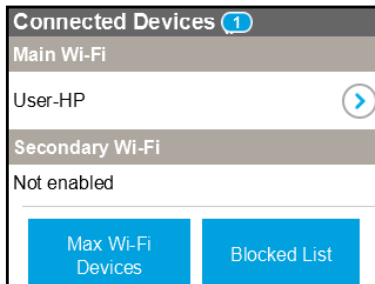 Connected Devices 1
Main Wi-Fi
User-HP
Secondary Wi-Fi
Not enabled
Max Wi-Fi
Devices
Blocked List